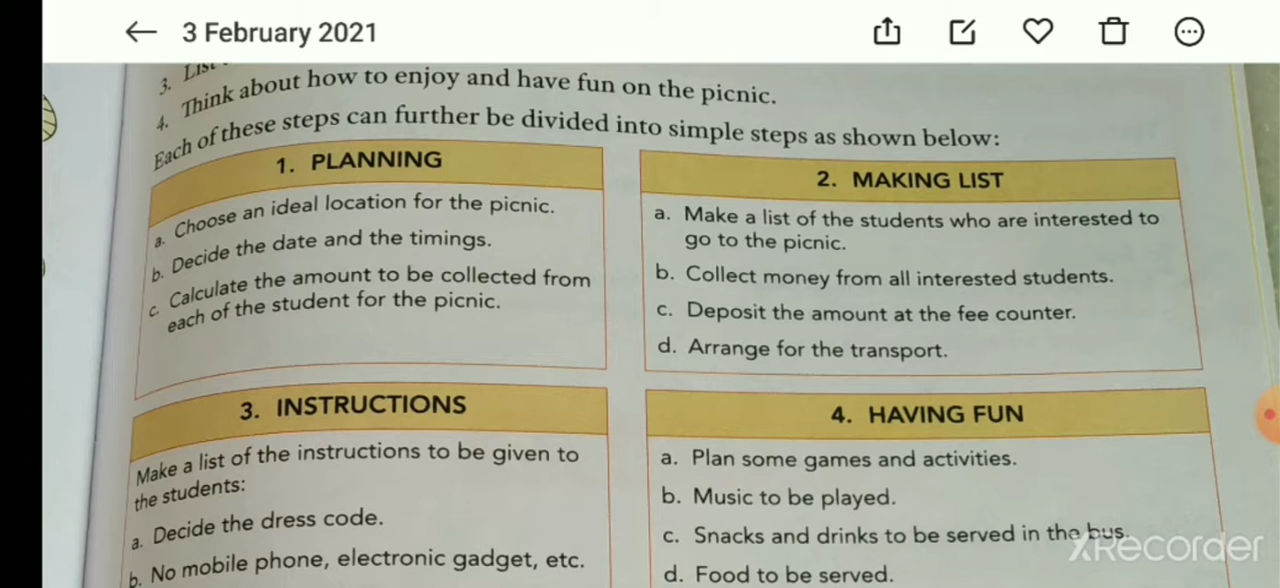 3 February 2021
3. List
4. Think about how to enjoy and have fun on the picnic.
Each of these steps can further be divided into simple steps as shown below:
1. PLANNING
a. Choose an ideal location for the picnic.
b. Decide the date and the timings.
c. Calculate the amount to be collected from
each of the student for the picnic.
2. MAKING LIST
a. Make a list of the students who are interested to
go to the picnic.
b. Collect money from all interested students.
c. Deposit the amount at the fee counter.
d. Arrange for the transport.
3. INSTRUCTIONS
Make a list of the instructions to be given to
the students:
a. Decide the dress code.
b. No mobile phone, electronic gadget, etc.
4. HAVING FUN
a. Plan some games and activities.
b. Music to be played.
c. Snacks and drinks to be served in the bus.
d. Food to be served.
XRecorder